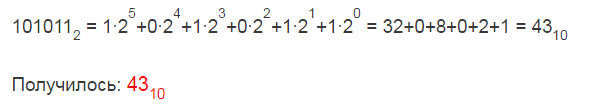 101011₂ = 1∙2⁵+0∙2⁴+1∙2³+0∙2²+1∙2¹+1∙2⁰ = 32+0+8+0+2+1 = 43₁₀
Получилось: 43₁₀